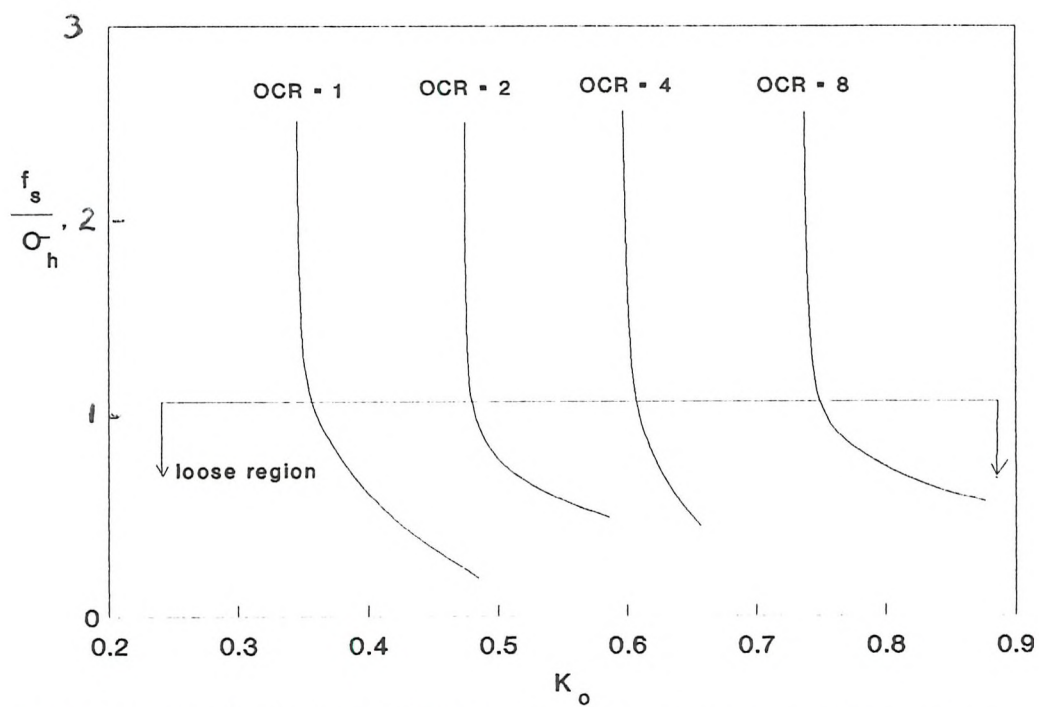 3
OCR = 1
OCR = 2
OCR = 4
OCR = 8
f_s
σ_h , 2
1
loose region
0
0.2 0.3 0.4 0.5 0.6 0.7 0.8 0.9
K_o